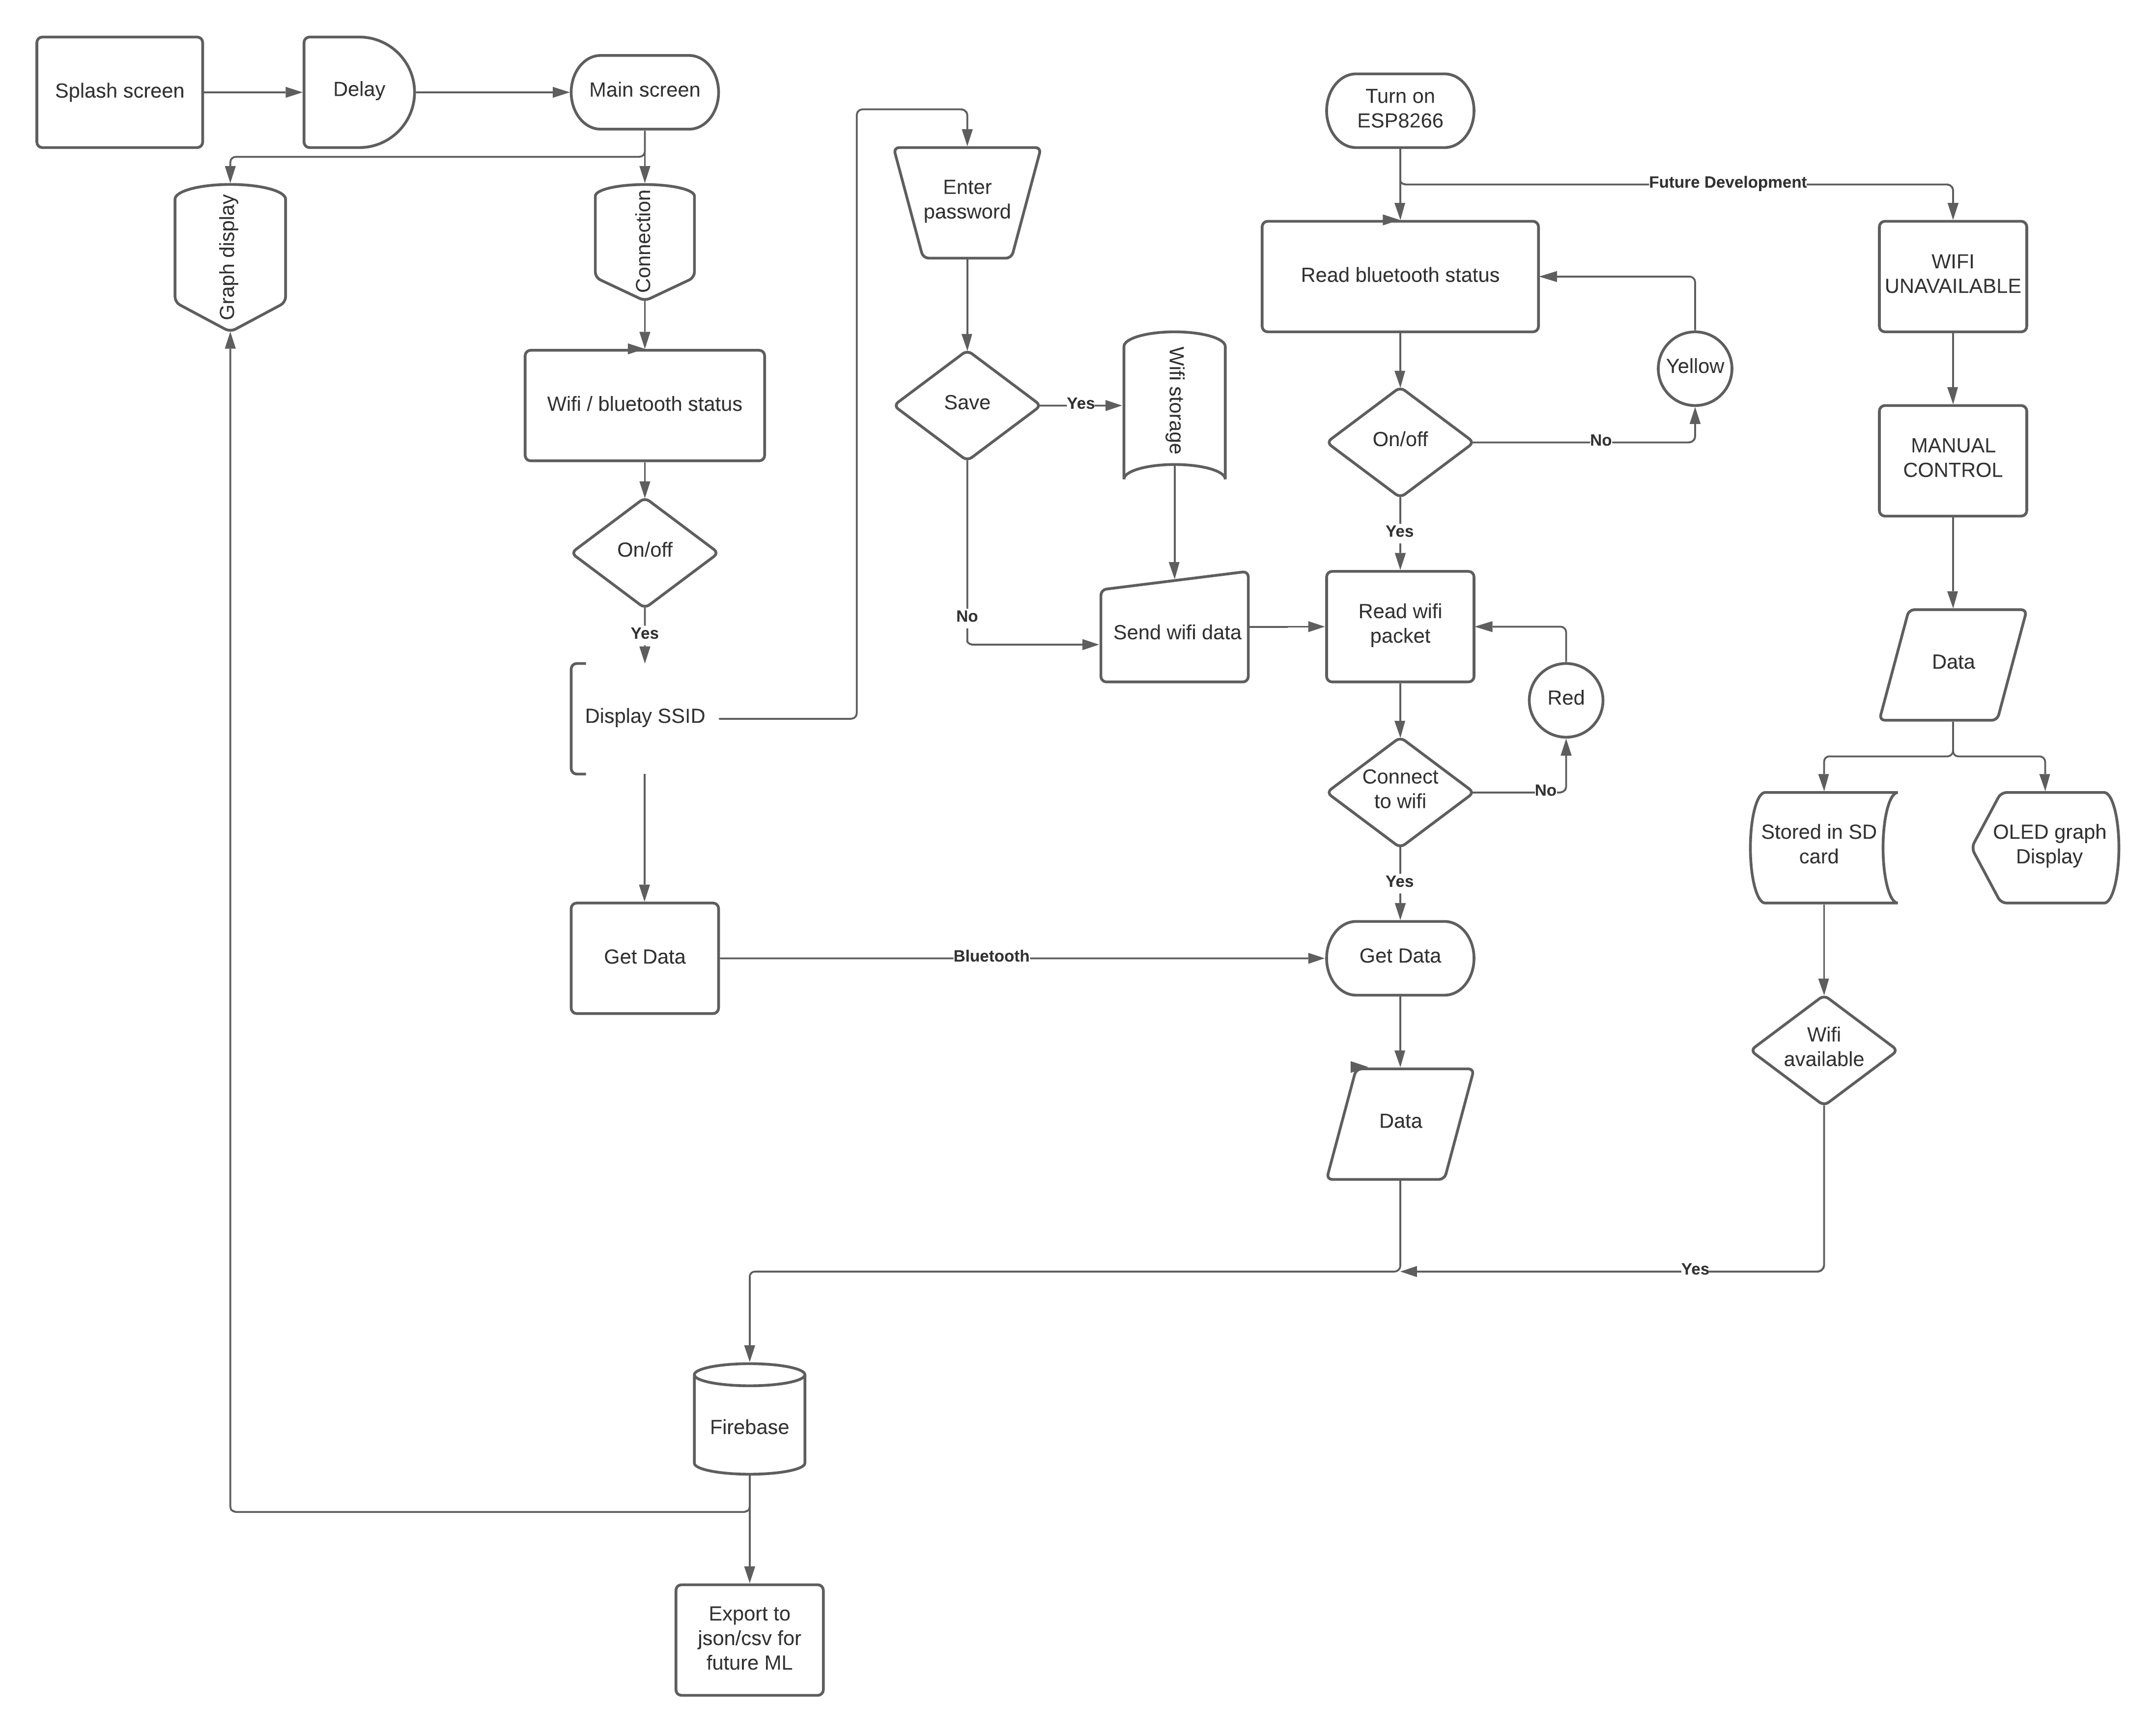 Splash screen
Delay
Main screen
Turn on
ESP8266
Future Development
Graph display
Connection
Enter
password
Read bluetooth status
WIFI
UNAVAILABLE
Wifi / bluetooth status
Save
Yes
Wifi storage
On/off
No
Yellow
MANUAL
CONTROL
On/off
Yes
Yes
No
Send wifi data
Read wifi
packet
Red
Data
Display SSID
Connect
to wifi
No
Yes
Stored in SD
card
OLED graph
Display
Get Data
Bluetooth
Get Data
Wifi
available
Data
Yes
Firebase
Export to
json/csv for
future ML